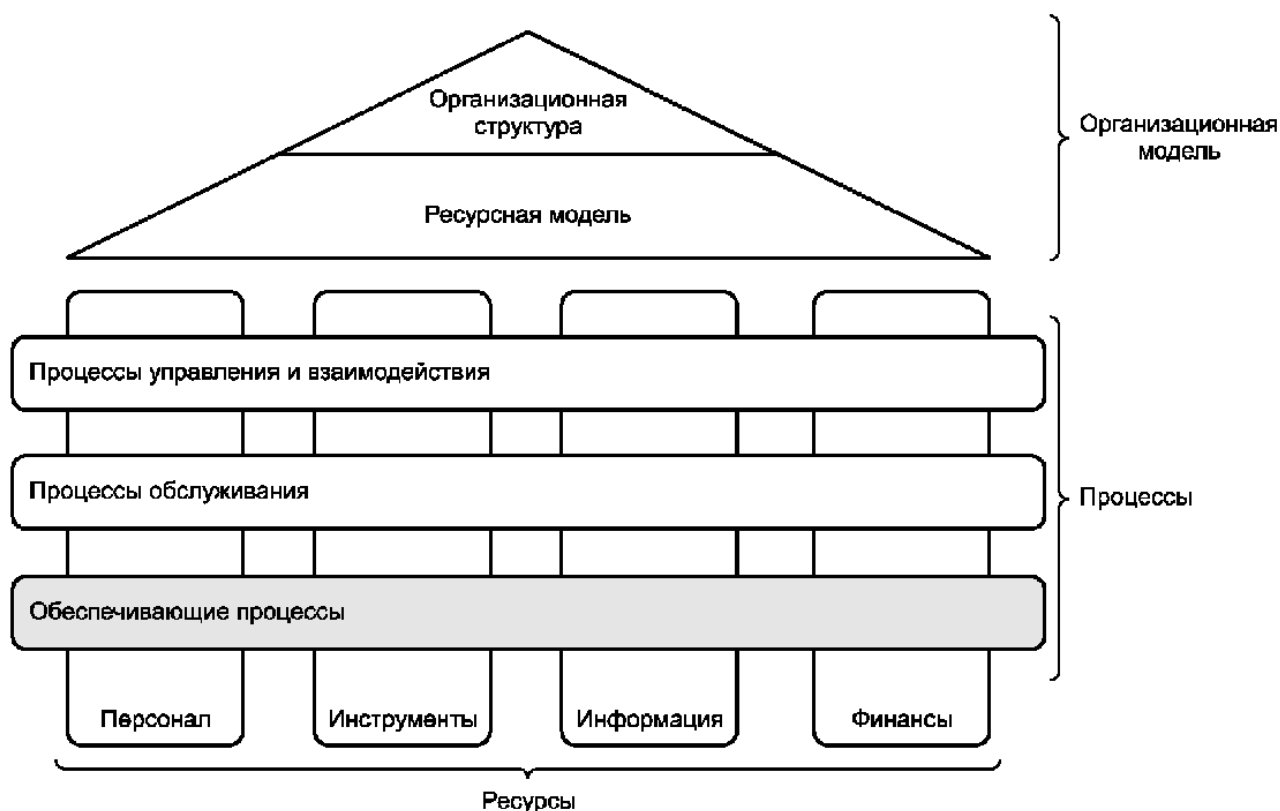 Организационная
структура
Ресурсная модель
Организационная
модель
Процессы управления и взаимодействия
Процессы обслуживания
Процессы
Обеспечивающие процессы
Персонал
Инструменты
Информация
Финансы
Ресурсы